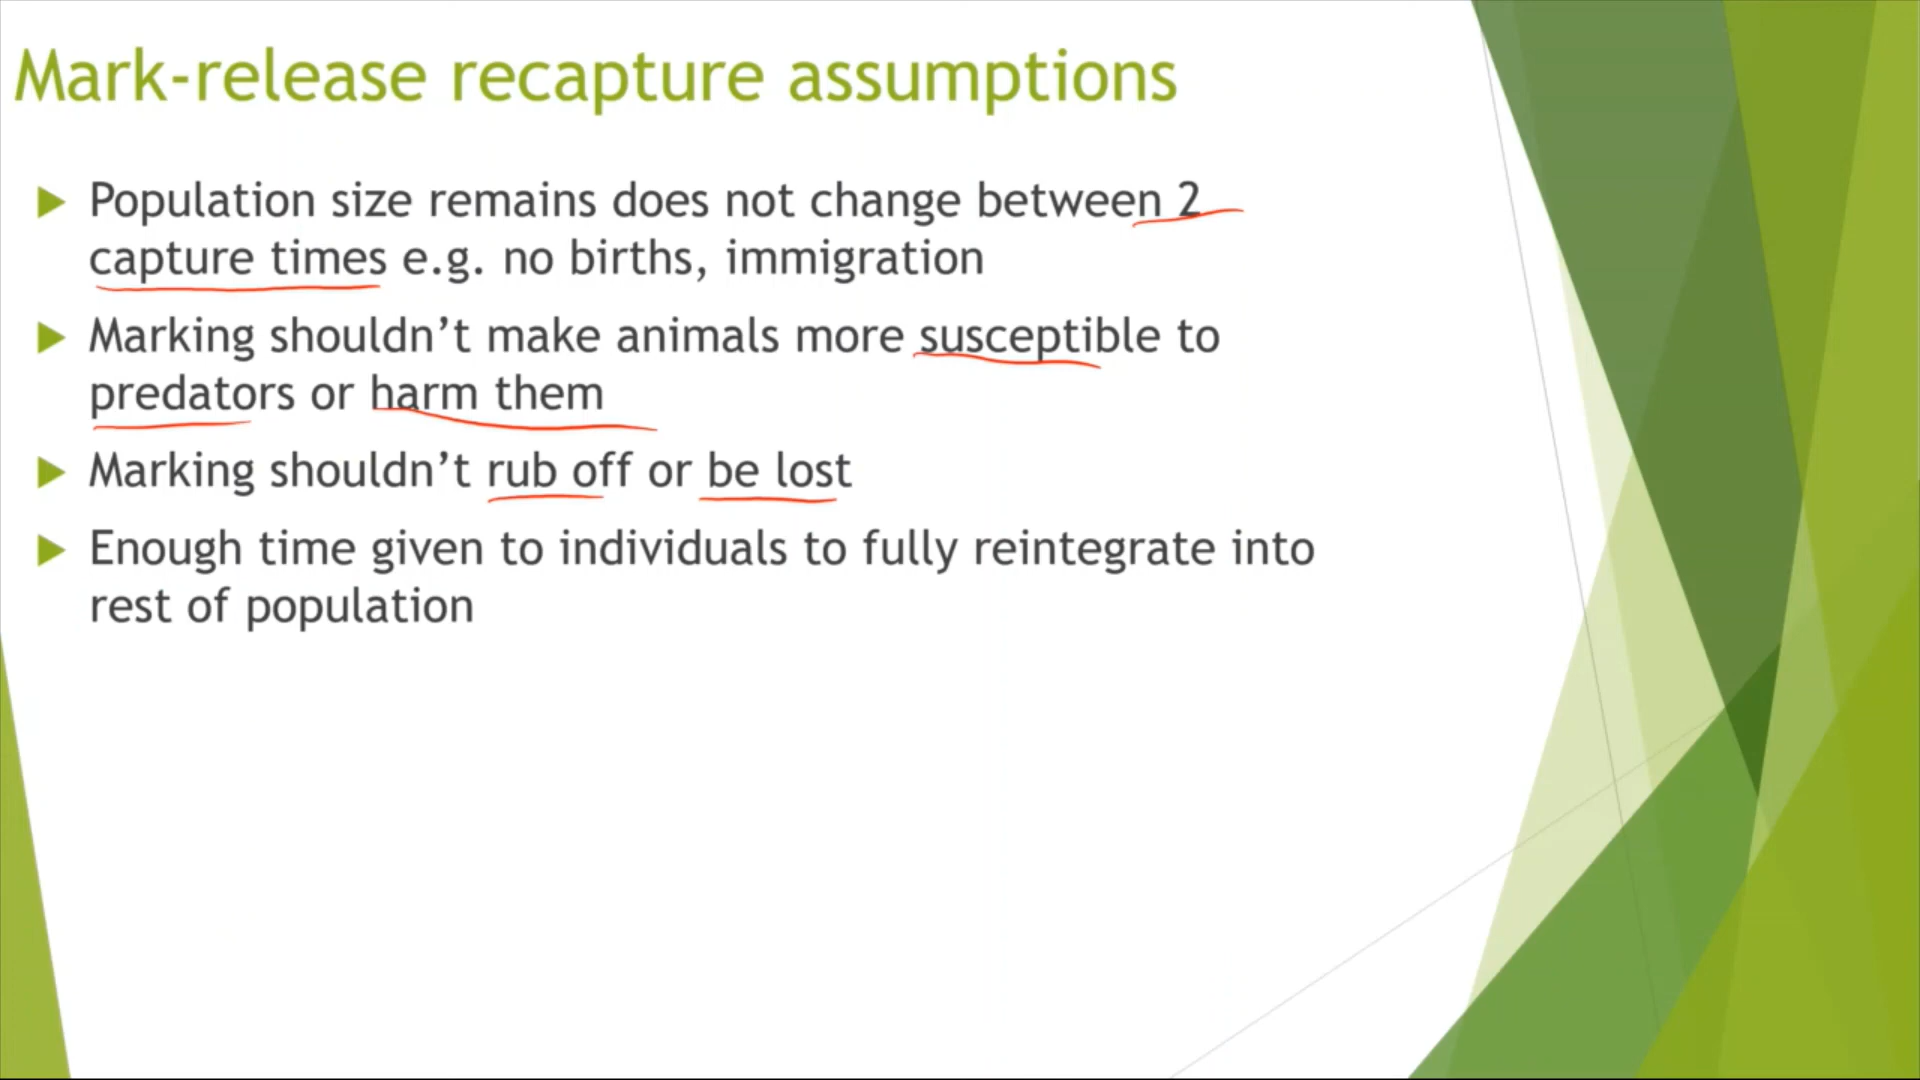 Mark-release recapture assumptions
Population size remains does not change between 2
capture times e.g. no births, immigration
Marking shouldn’t make animals more susceptible to
predators or harm them
Marking shouldn’t rub off or be lost
Enough time given to individuals to fully reintegrate into
rest of population